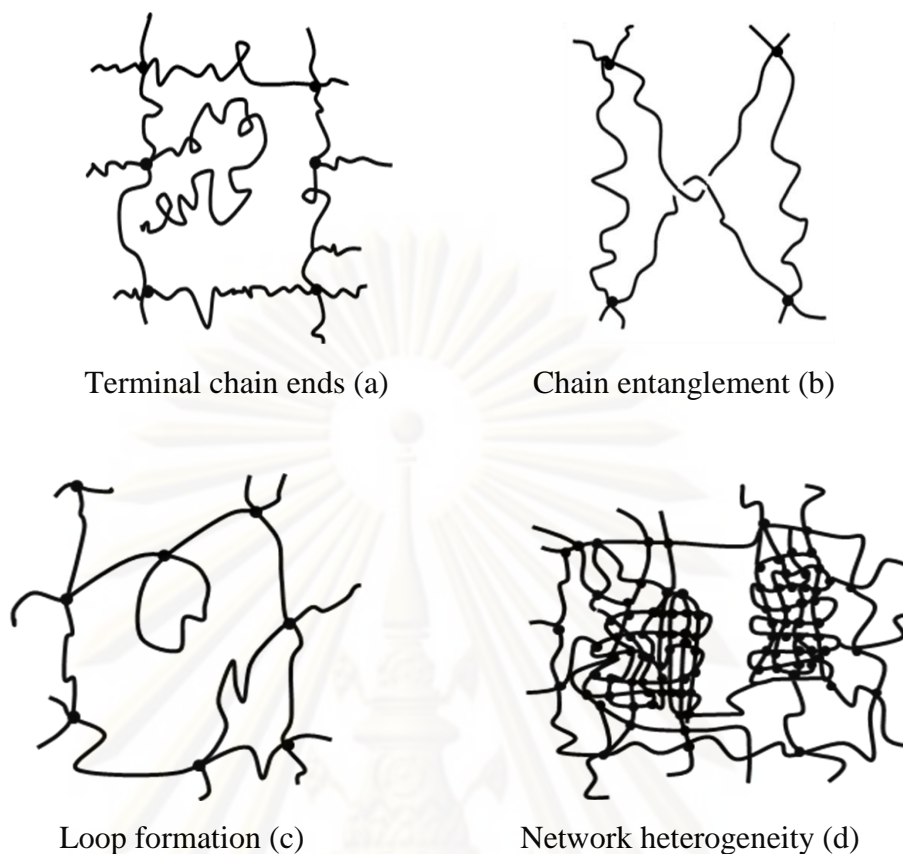 Terminal chain ends (a)
Chain entanglement (b)
Loop formation (c)
Network heterogeneity (d)